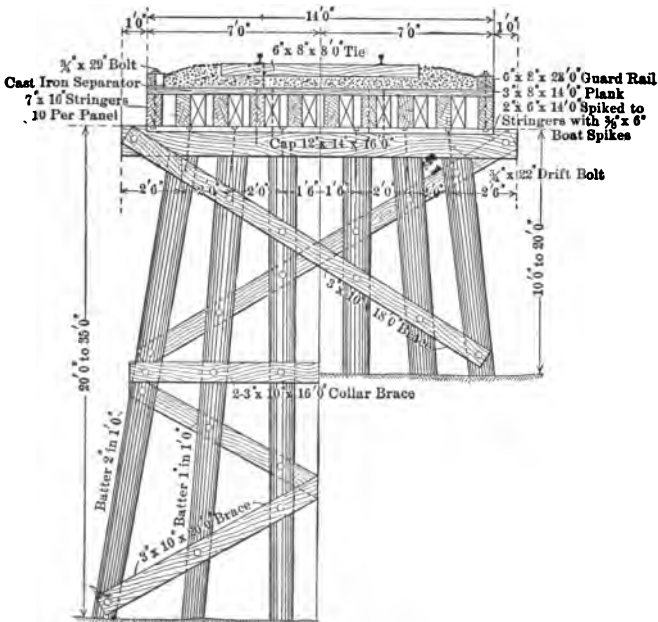 14'0"
1'0" 7'0" 7'0" 1'0"
6"x 8"x 8'0" Tie
¾"x 29" Bolt
Cast Iron Separator
7"x 16" Stringers
10 Per Panel
6"x 8"x 28'0" Guard Rail
3"x 8"x 14'0" Plank
2"x 6"x 14'0" Spiked to
Stringers with ⅜"x 6"
Boat Spikes
Cap 12"x 14"x 16'0"
¾"x 22" Drift Bolt
2'6" 2'0" 2'0" 1'6" 1'6" 2'0" 2'6"
3"x 10"x 18'0" Brace
10'0" to 20'0"
20'0" to 35'0"
2-3"x 10"x 16'0" Collar Brace
Batter 2" in 1'0"
Batter 1" in 1'0"
3"x 10"x 20'0" Brace